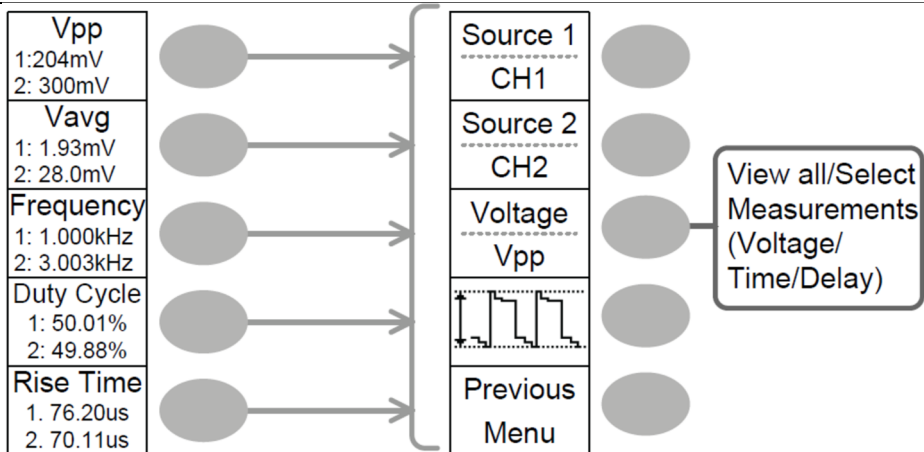 Vpp
1:204mV
2: 300mV
Vavg
1: 1.93mV
2: 28.0mV
Frequency
1: 1.000kHz
2: 3.003kHz
Duty Cycle
1: 50.01%
2: 49.88%
Rise Time
1. 76.20us
2. 70.11us
Source 1
CH1
Source 2
CH2
Voltage
Vpp
Previous
Menu
View all/Select
Measurements
(Voltage/
Time/Delay)